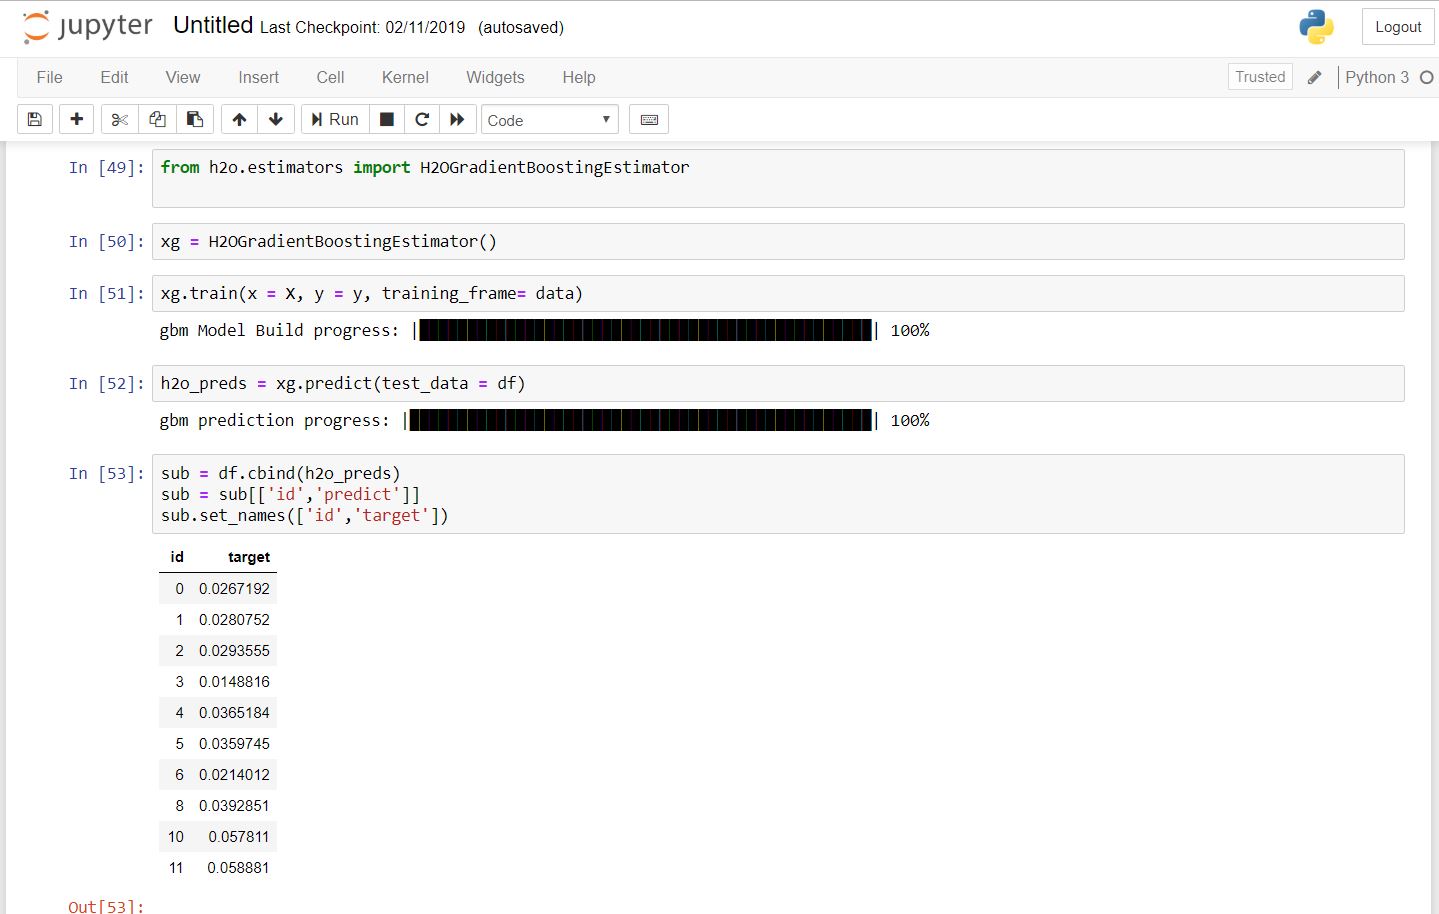 jupyter Untitled Last Checkpoint: 02/11/2019 (autosaved) Logout
File Edit View Insert Cell Kernel Widgets Help Trusted Python 3
Run Code
In [49]: from h2o.estimators import H2OGradientBoostingEstimator
In [50]: xg = H2OGradientBoostingEstimator()
In [51]: xg.train(x = X, y = y, training_frame= data)
gbm Model Build progress: || 100%
In [52]: h2o_preds = xg.predict(test_data = df)
gbm prediction progress: || 100%
In [53]: sub = df.cbind(h2o_preds)
sub = sub[['id','predict']]
sub.set_names(['id','target'])
id target
0 0.0267192
1 0.0280752
2 0.0293555
3 0.0148816
4 0.0365184
5 0.0359745
6 0.0214012
8 0.0392851
10 0.057811
11 0.058881
Out[53]: